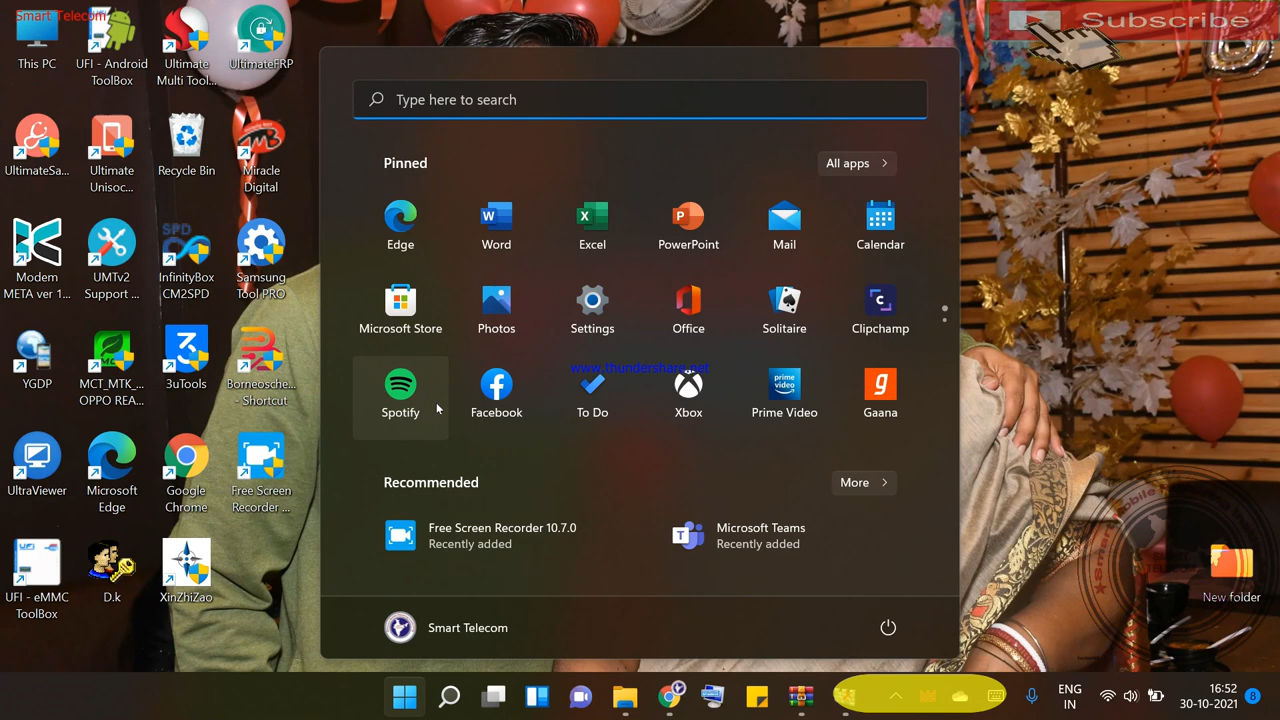 Smart Telecom
Subscribe
This PC
UFI - Android
ToolBox
Ultimate
Multi Tool...
UltimateFRP
UltimateSa...
Ultimate
Unisoc...
Recycle Bin
Miracle
Digital
Modem
META ver 1...
UMTv2
Support ...
SPD
InfinityBox
CM2SPD
Samsung
Tool PRO
YGDP
MCT_MTK_...
OPPO REA...
3uTools
Borneosche...
- Shortcut
UltraViewer
Microsoft
Edge
Google
Chrome
Free Screen
Recorder ...
UFI - eMMC
ToolBox
D.k
XinZhiZao
Type here to search
Pinned
All apps
Edge
Word
Excel
PowerPoint
Mail
Calendar
Microsoft Store
Photos
Settings
Office
Solitaire
Clipchamp
www.thundershare.net
prime
video
Spotify
Facebook
To Do
Xbox
Prime Video
Gaana
Recommended
More
Free Screen Recorder 10.7.0
Recently added
Microsoft Teams
Recently added
Smart Telecom
New folder
ENG
IN
16:52
30-10-2021
8